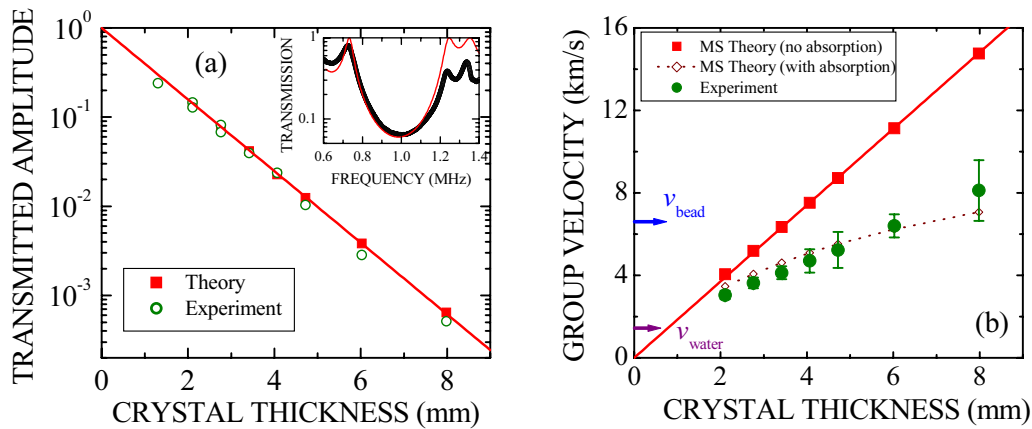 TRANSMITTED AMPLITUDE
10^0
10^-1
10^-2
10^-3
(a)
TRANSMISSION
1
0.1
0.6 0.8 1.0 1.2 1.4
FREQUENCY (MHz)
Theory
Experiment
0 2 4 6 8
CRYSTAL THICKNESS (mm)
GROUP VELOCITY (km/s)
16
12
8
4
0
MS Theory (no absorption)
MS Theory (with absorption)
Experiment
v_bead
v_water
(b)
0 2 4 6 8
CRYSTAL THICKNESS (mm)